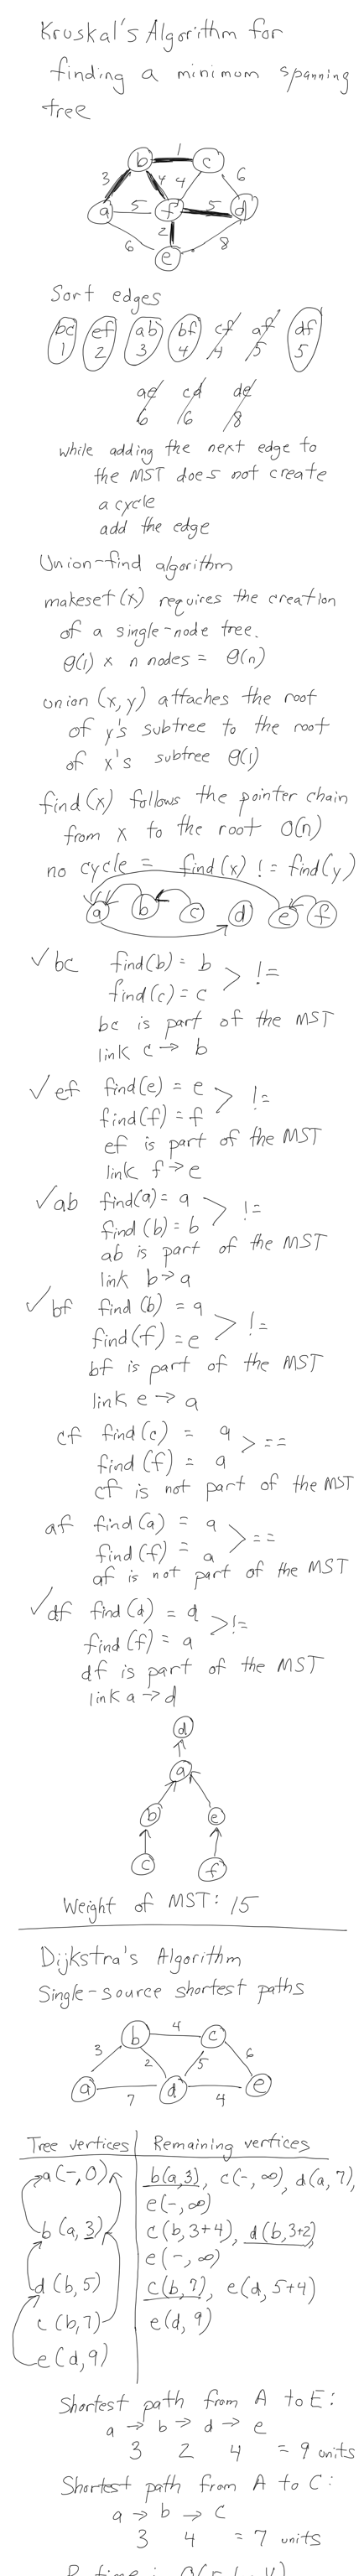 Kruskal's Algorithm for
finding a minimum spanning
tree
1
b c
3 4 4 6
a 5 f 5 d
2
6 8
e
Sort edges
bc ef ab bf cf af df
1 2 3 4 4 5 5
ae cd de
6 6 8
while adding the next edge to
the MST does not create
a cycle
add the edge
Union-find algorithm
makeset(x) requires the creation
of a single-node tree.
θ(1) x n nodes = θ(n)
union (x, y) attaches the root
of y's subtree to the root
of x's subtree θ(1)
find(x) follows the pointer chain
from x to the root O(n)
no cycle = find(x) != find(y)
a b c d e f
✓ bc find(b) = b > !=
find(c) = c
bc is part of the MST
link c → b
✓ ef find(e) = e > !=
find(f) = f
ef is part of the MST
link f → e
✓ ab find(a) = a > !=
find (b) = b
ab is part of the MST
link b → a
✓ bf find (b) = a > !=
find(f) = e
bf is part of the MST
link e → a
cf find(c) = a > ==
find (f) = a
cf is not part of the MST
af find(a) = a > ==
find(f) = a
af is not part of the MST
✓ df find(d) = d > !=
find (f) = a
df is part of the MST
link a → d
d
a
b e
c f
Weight of MST: 15
Dijkstra's Algorithm
Single-source shortest paths
b 4 c
3 2 5 6
a d e
7 4
Tree vertices Remaining vertices
a(-, 0) b(a,3), c(-, ∞), d(a, 7),
e(-, ∞)
b (a, 3) c(b, 3+4), d(b, 3+2),
e(-, ∞)
d (b, 5) c(b, 7), e(d, 5+4)
c (b, 7) e(d, 9)
e(d, 9)
Shortest path from A to E:
a → b → d → e
3 2 4 = 9 units
Shortest path from A to C:
a → b → c
3 4 = 7 units